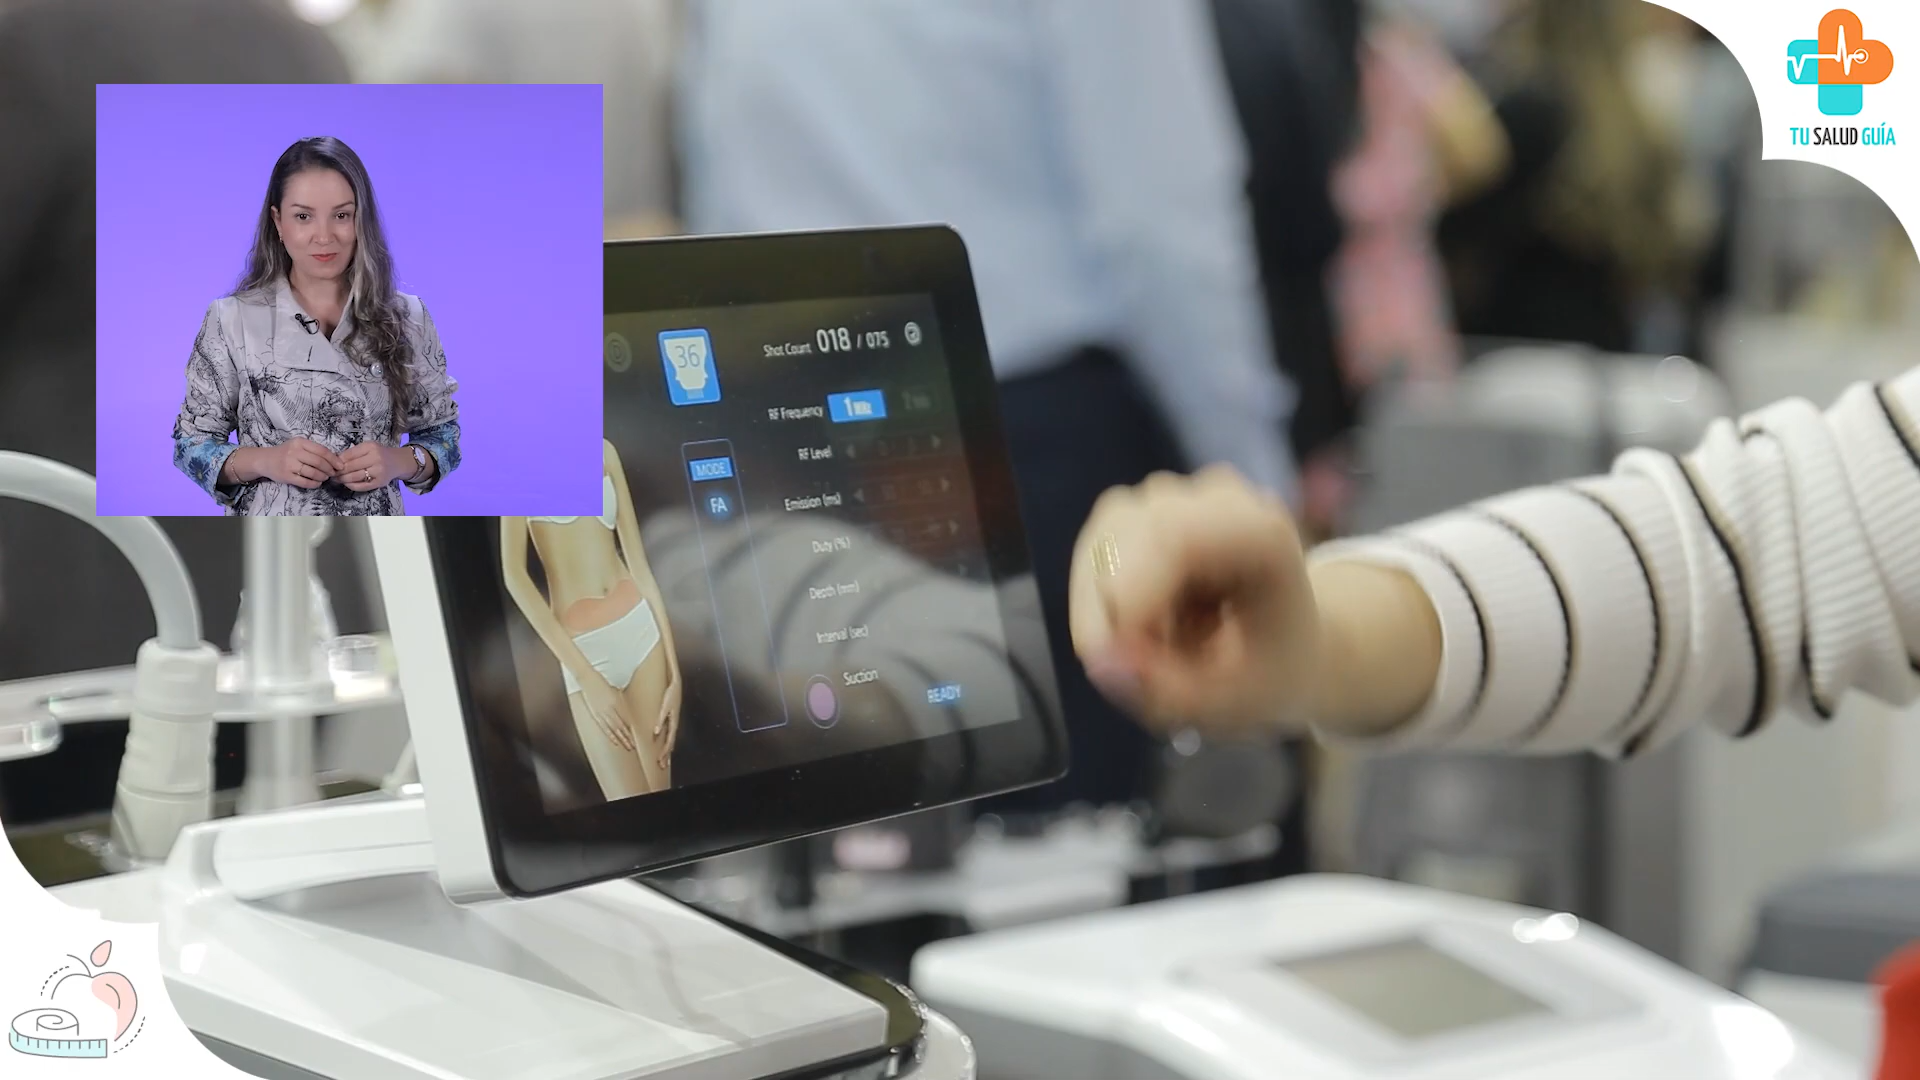 TU SALUD GUÍA
36
Shot Count 018 / 075
RF Frequency 1 MHz
RF Level
MODE
FA
Emission (ms)
Duty (%)
Depth (mm)
Interval (sec)
Suction
READY